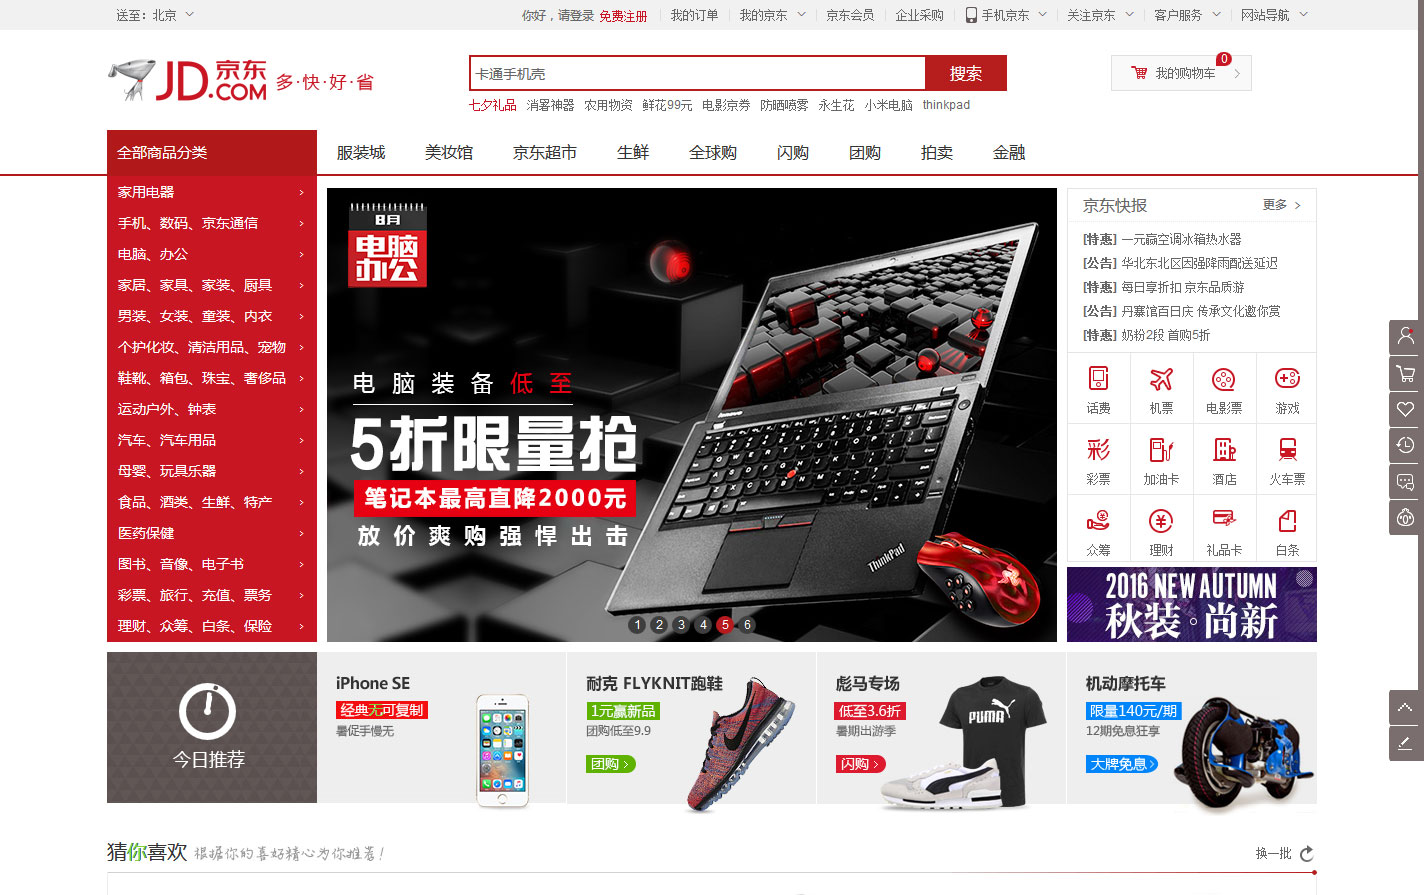 送至：北京
你好，请登录 免费注册 我的订单 我的京东 京东会员 企业采购 手机京东 关注京东 客户服务 网站导航
JD.COM 京东 多·快·好·省
卡通手机壳 搜索
0
我的购物车
七夕礼品 消署神器 农用物资 鲜花99元 电影京券 防晒喷雾 永生花 小米电脑 thinkpad
全部商品分类 服装城 美妆馆 京东超市 生鲜 全球购 闪购 团购 拍卖 金融
家用电器 >
手机、数码、京东通信 >
电脑、办公 >
家居、家具、家装、厨具 >
男装、女装、童装、内衣 >
个护化妆、清洁用品、宠物 >
鞋靴、箱包、珠宝、奢侈品 >
运动户外、钟表 >
汽车、汽车用品 >
母婴、玩具乐器 >
食品、酒类、生鲜、特产 >
医药保健 >
图书、音像、电子书 >
彩票、旅行、充值、票务 >
理财、众筹、白条、保险 >
8月
电脑
办公
电脑装备低至
5折限量抢
笔记本最高直降2000元
放价爽购强悍出击
lenovo
ThinkPad
1 2 3 4 5 6
京东快报 更多 >
[特惠] 一元赢空调冰箱热水器
[公告] 华北东北区因强降雨配送延迟
[特惠] 每日享折扣 京东品质游
[公告] 丹寨馆百日庆 传承文化邀你赏
[特惠] 奶粉2段 首购5折
话费 机票 电影票 游戏
彩
彩票 加油卡 酒店 火车票
众筹 理财 礼品卡 白条
2016 NEW AUTUMN
秋装。尚新
今日推荐
iPhone SE
经典无可复制
暑促手慢无
耐克 FLYKNIT跑鞋
1元赢新品
团购低至9.9
团购 >
彪马专场
低至3.6折
暑期出游季
闪购 >
PUMA
机动摩托车
限量140元/期
12期免息狂享
大牌免息 >
猜你喜欢 根据你的喜好精心为你推荐！
换一批